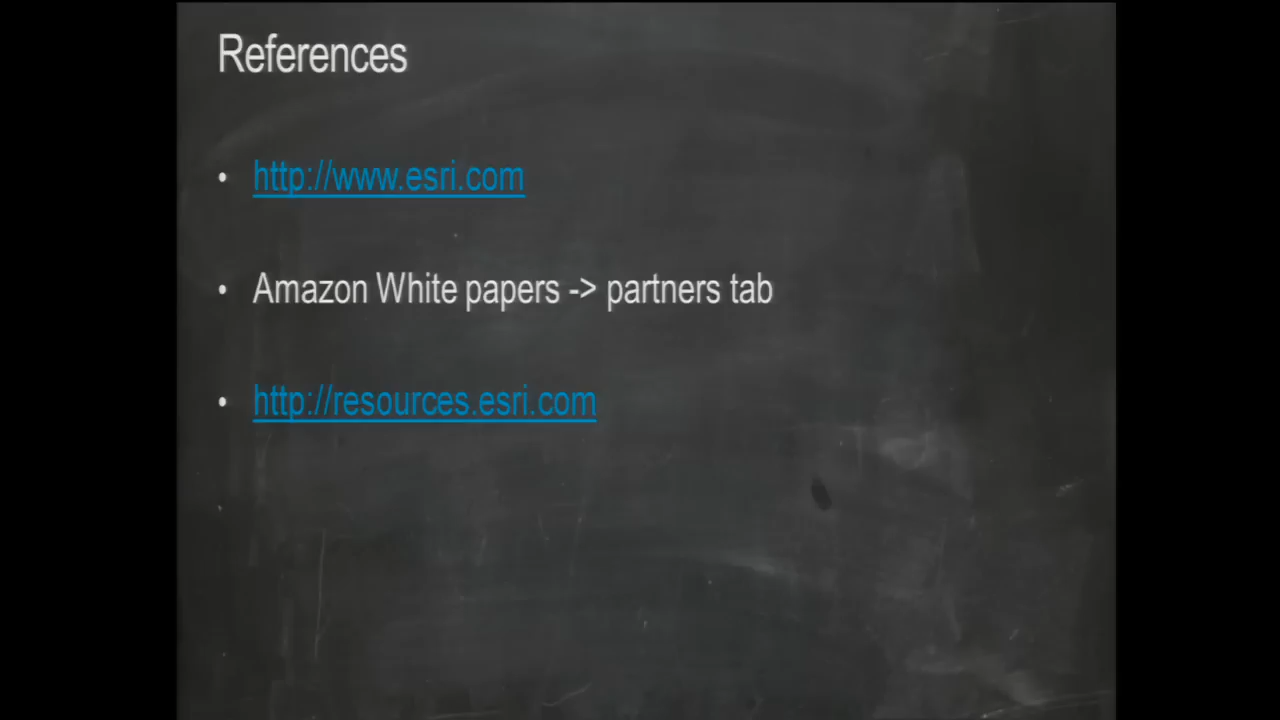 References
• http://www.esri.com
• Amazon White papers -> partners tab
• http://resources.esri.com